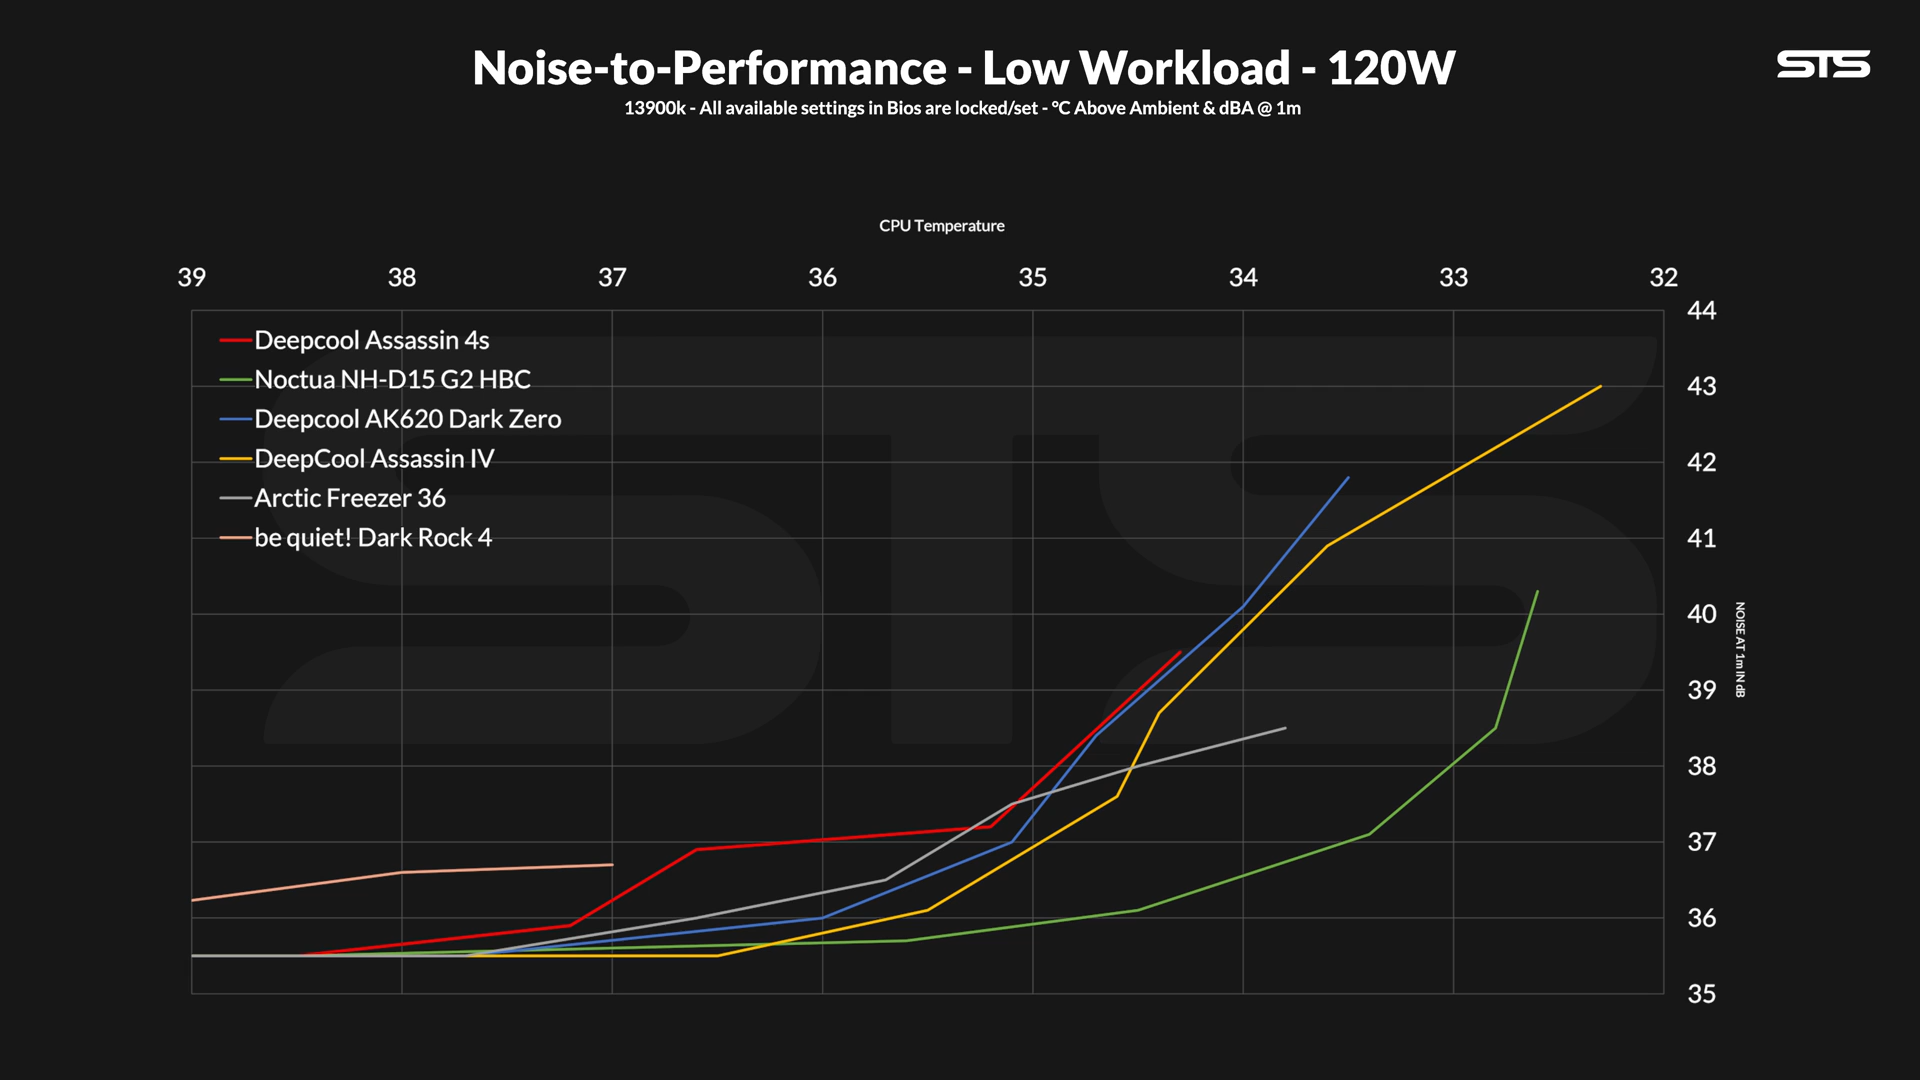 Noise-to-Performance - Low Workload - 120W
STS
13900k - All available settings in Bios are locked/set - °C Above Ambient & dBA @ 1m
CPU Temperature
39 38 37 36 35 34 33 32
44
Deepcool Assassin 4s
Noctua NH-D15 G2 HBC
43
Deepcool AK620 Dark Zero
DeepCool Assassin IV
42
Arctic Freezer 36
be quiet! Dark Rock 4
41
STS
40
NOISE AT 1m IN dB
39
38
37
36
35